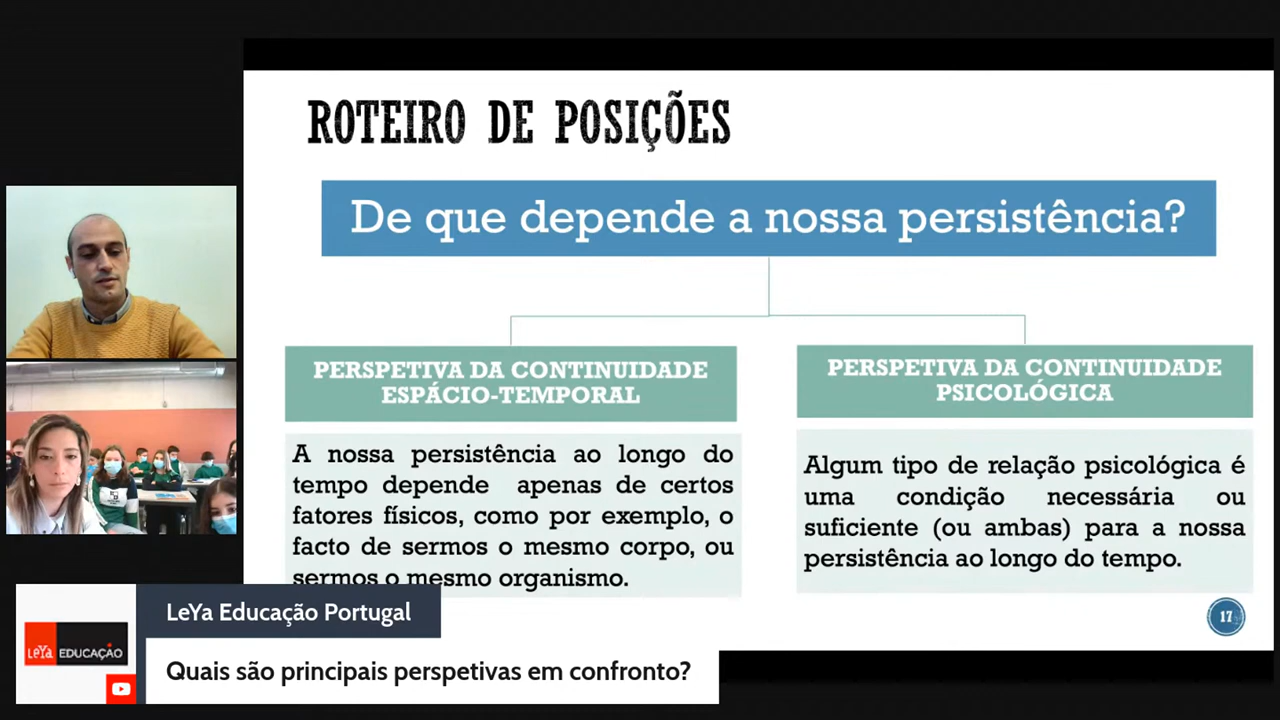 ROTEIRO DE POSIÇÕES
De que depende a nossa persistência?
PERSPETIVA DA CONTINUIDADE
ESPÁCIO-TEMPORAL
A nossa persistência ao longo do
tempo depende apenas de certos
fatores físicos, como por exemplo, o
facto de sermos o mesmo corpo, ou
sermos o mesmo organismo.
PERSPETIVA DA CONTINUIDADE
PSICOLÓGICA
Algum tipo de relação psicológica é
uma condição necessária ou
suficiente (ou ambas) para a nossa
persistência ao longo do tempo.
17
LeYa EDUCAÇÃO
LeYa Educação Portugal
Quais são principais perspetivas em confronto?